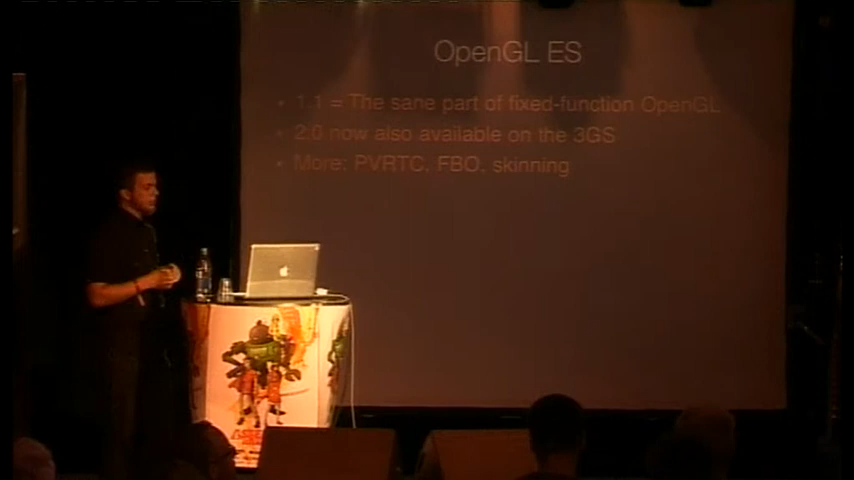 OpenGL ES
• 1.1 = The sane part of fixed-function OpenGL
• 2.0 now also available on the 3GS
• More: PVRTC, FBO, skinning